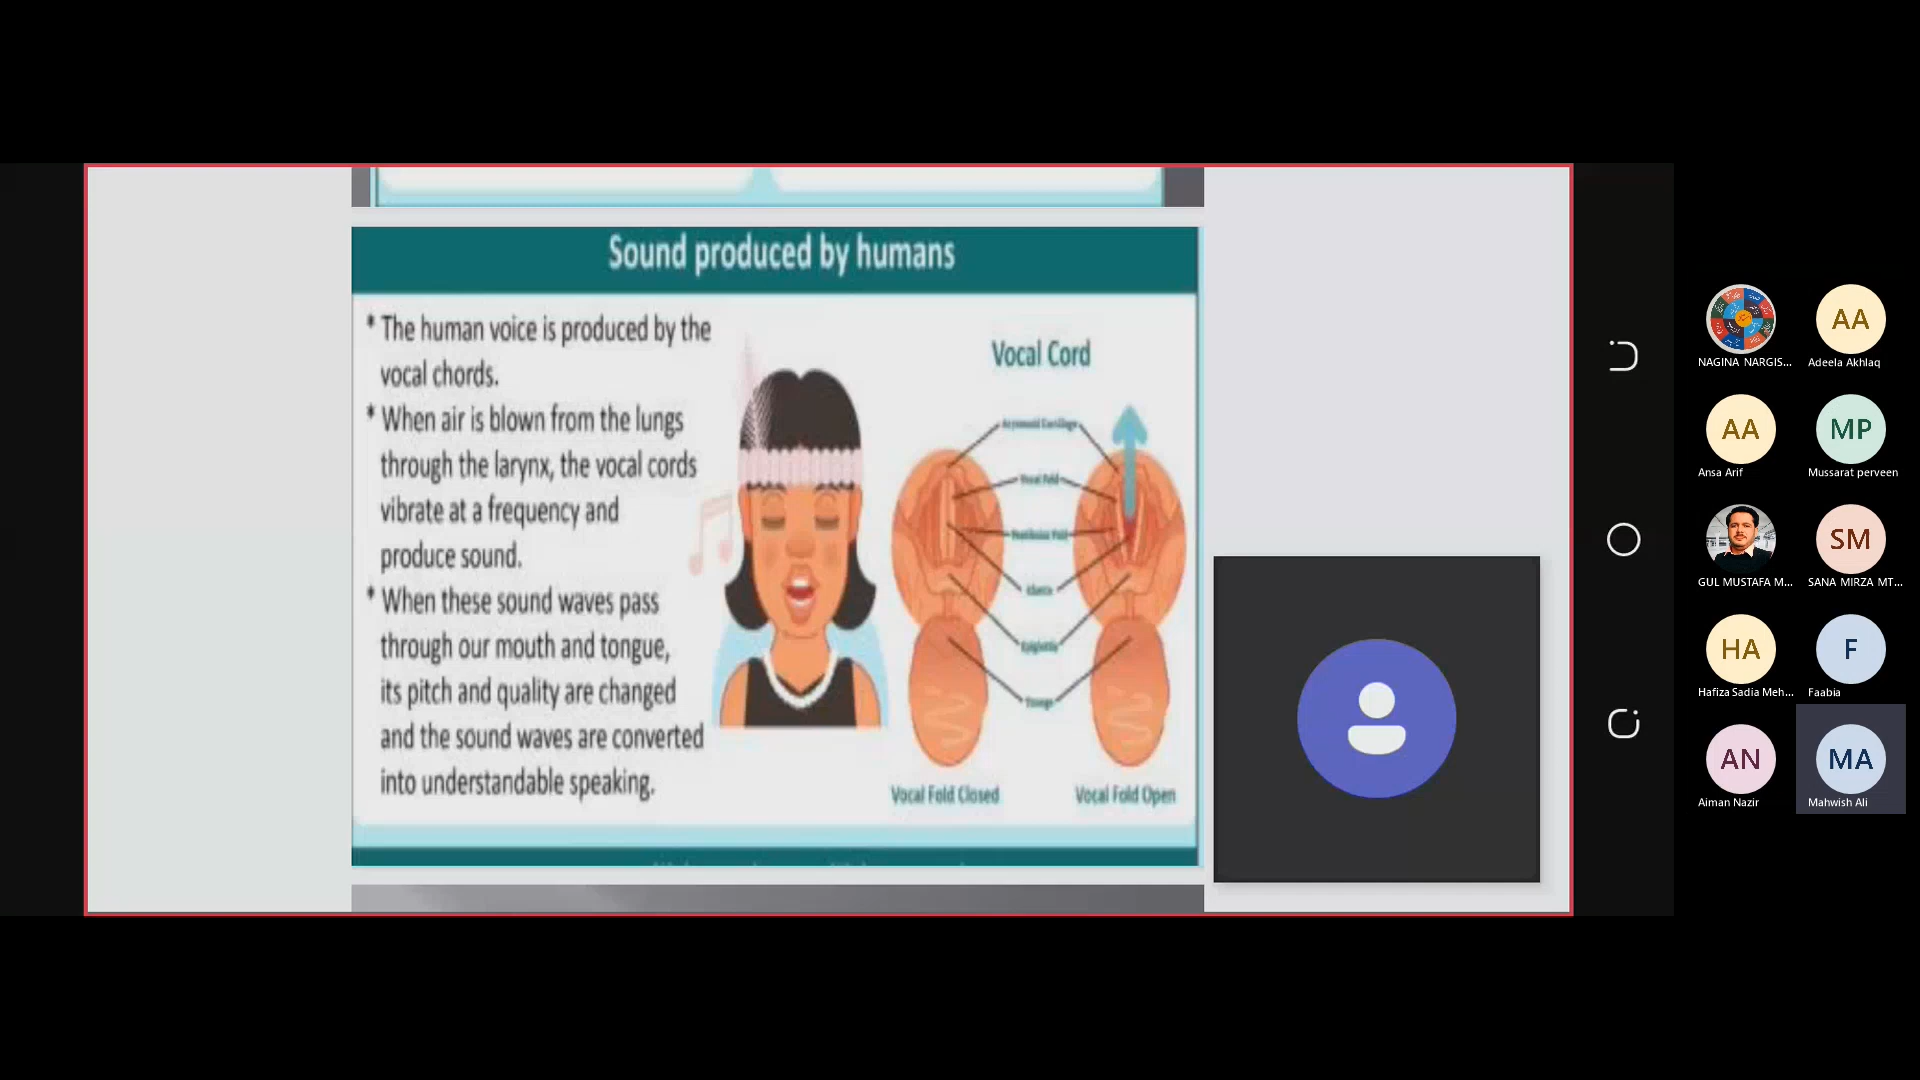 Sound produced by humans
* The human voice is produced by the
vocal chords.
* When air is blown from the lungs
through the larynx, the vocal cords
vibrate at a frequency and
produce sound.
* When these sound waves pass
through our mouth and tongue,
its pitch and quality are changed
and the sound waves are converted
into understandable speaking.
Vocal Cord
Vocal Fold
Epiglottis
Tongue
Vocal Fold Closed
Vocal Fold Open
NAGINA NARGIS...
AA
Adeela Akhlaq
AA
Ansa Arif
MP
Mussarat perveen
GUL MUSTAFA M...
SM
SANA MIRZA MT...
HA
Hafiza Sadia Meh...
F
Faabia
AN
Aiman Nazir
MA
Mahwish Ali